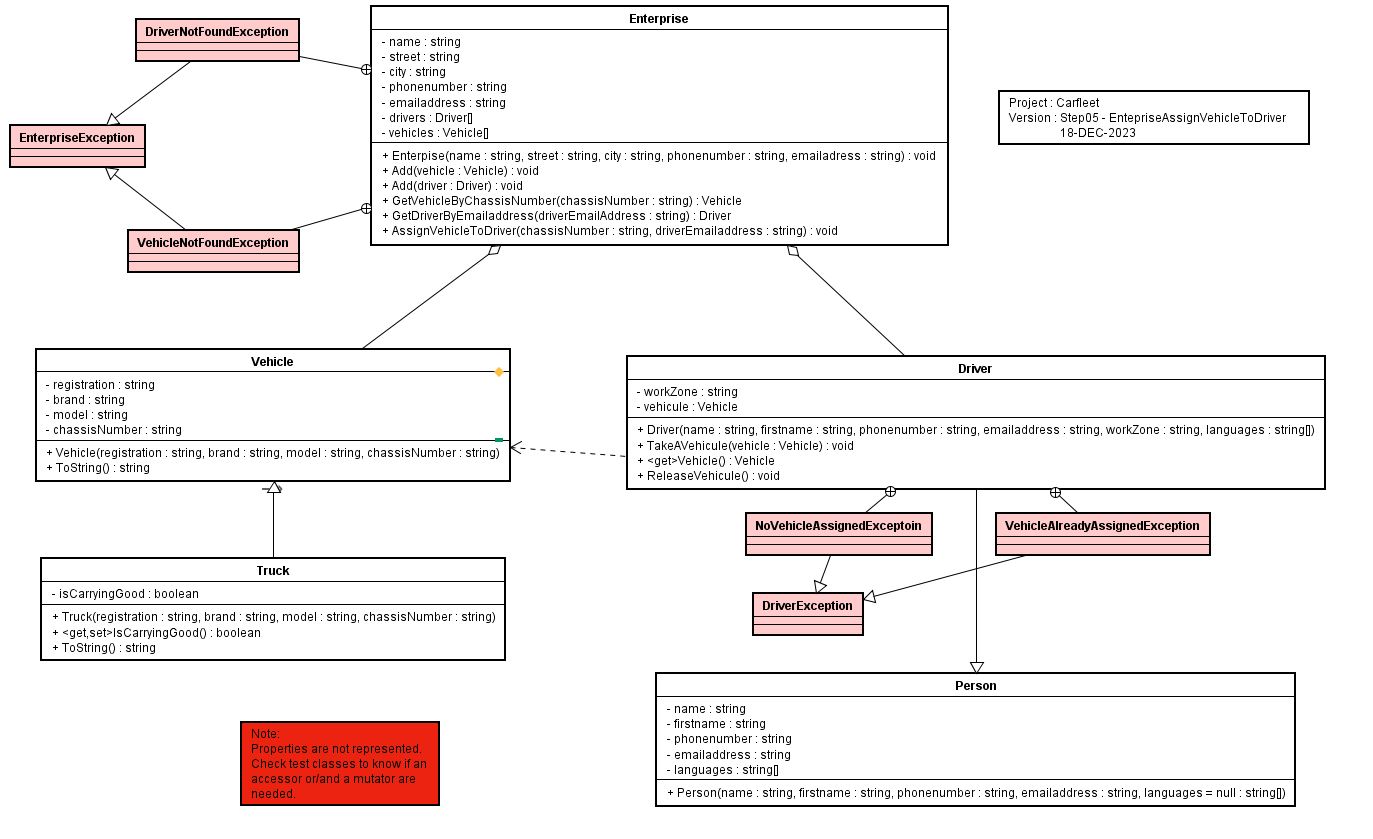 DriverNotFoundException
EnterpriseException
VehicleNotFoundException
Enterprise
- name : string
- street : string
- city : string
- phonenumber : string
- emailaddress : string
- drivers : Driver[]
- vehicles : Vehicle[]
+ Enterpise(name : string, street : string, city : string, phonenumber : string, emailadress : string) : void
+ Add(vehicle : Vehicle) : void
+ Add(driver : Driver) : void
+ GetVehicleByChassisNumber(chassisNumber : string) : Vehicle
+ GetDriverByEmailaddress(driverEmailAddress : string) : Driver
+ AssignVehicleToDriver(chassisNumber : string, driverEmailaddress : string) : void
Project : Carfleet
Version : Step05 - EntepriseAssignVehicleToDriver
18-DEC-2023
Vehicle
- registration : string
- brand : string
- model : string
- chassisNumber : string
+ Vehicle(registration : string, brand : string, model : string, chassisNumber : string)
+ ToString() : string
Driver
- workZone : string
- vehicule : Vehicle
+ Driver(name : string, firstname : string, phonenumber : string, emailaddress : string, workZone : string, languages : string[])
+ TakeAVehicule(vehicle : Vehicle) : void
+ <get>Vehicle() : Vehicle
+ ReleaseVehicule() : void
NoVehicleAssignedExceptoin
VehicleAlreadyAssignedException
DriverException
Truck
- isCarryingGood : boolean
+ Truck(registration : string, brand : string, model : string, chassisNumber : string)
+ <get,set>IsCarryingGood() : boolean
+ ToString() : string
Person
- name : string
- firstname : string
- phonenumber : string
- emailaddress : string
- languages : string[]
+ Person(name : string, firstname : string, phonenumber : string, emailaddress : string, languages = null : string[])
Note:
Properties are not represented.
Check test classes to know if an
accessor or/and a mutator are
needed.